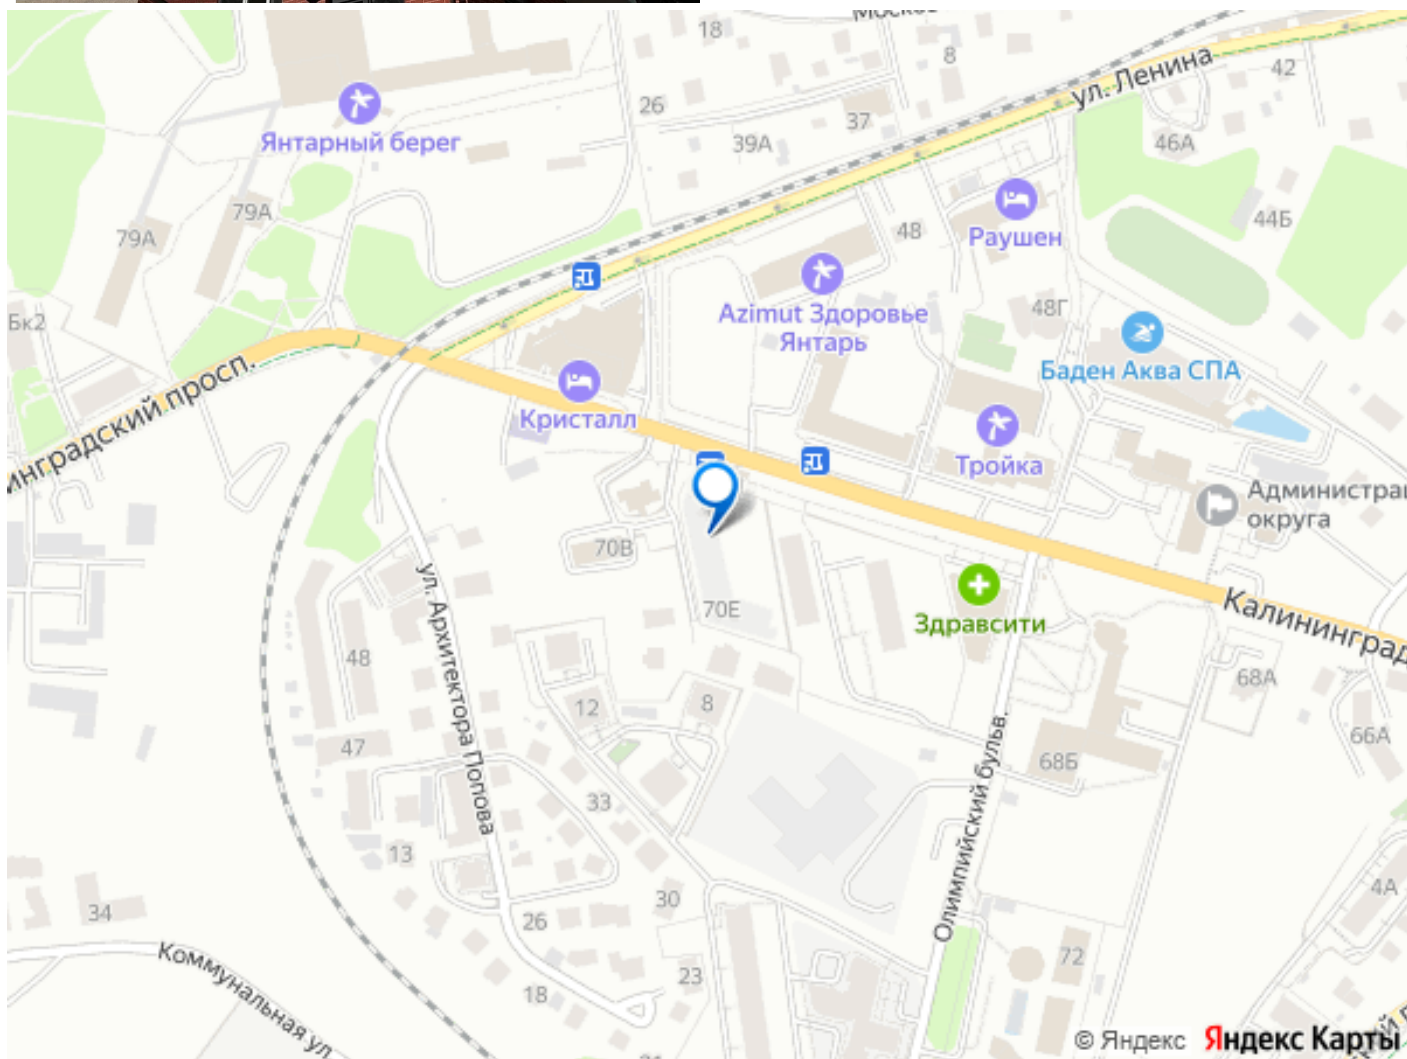 18
8
ул. Ленина
42
26
37
Янтарный берег
39А
46А
79А
79А
48
44Б
Раушен
Бк2
Azimut Здоровье
Янтарь
48Г
Баден Аква СПА
инградский просп.
Кристалл
Тройка
Администрац
округа
70В
ул. Архитектора Попова
70Е
Здравсити
Калининград
48
68А
12
8
47
66А
68Б
Олимпийский бульв.
33
13
4А
30
34
26
Коммунальная ул.
72
23
18
© Яндекс
Яндекс Карты